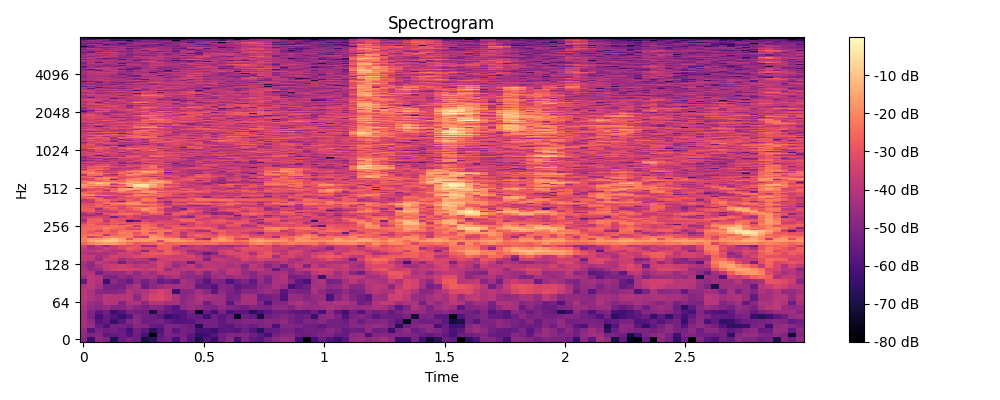 Spectrogram
4096
2048
1024
512
256
128
64
0
Hz
0
0.5
1
1.5
2
2.5
Time
-10 dB
-20 dB
-30 dB
-40 dB
-50 dB
-60 dB
-70 dB
-80 dB